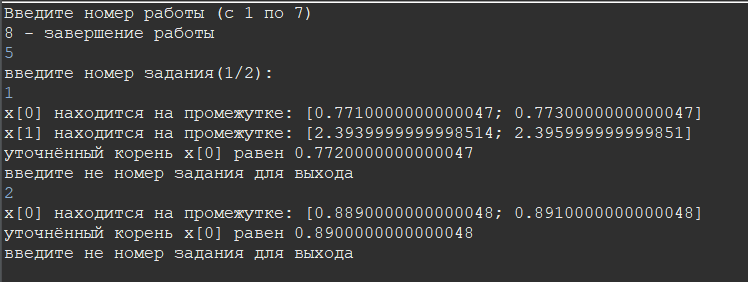 Введите номер работы (с 1 по 7)
8 - завершение работы
5
введите номер задания(1/2):
1
x[0] находится на промежутке: [0.7710000000000047; 0.7730000000000047]
x[1] находится на промежутке: [2.3939999999998514; 2.395999999999851]
уточнённый корень x[0] равен 0.7720000000000047
введите не номер задания для выхода
2
x[0] находится на промежутке: [0.8890000000000048; 0.8910000000000048]
уточнённый корень x[0] равен 0.8900000000000048
введите не номер задания для выхода